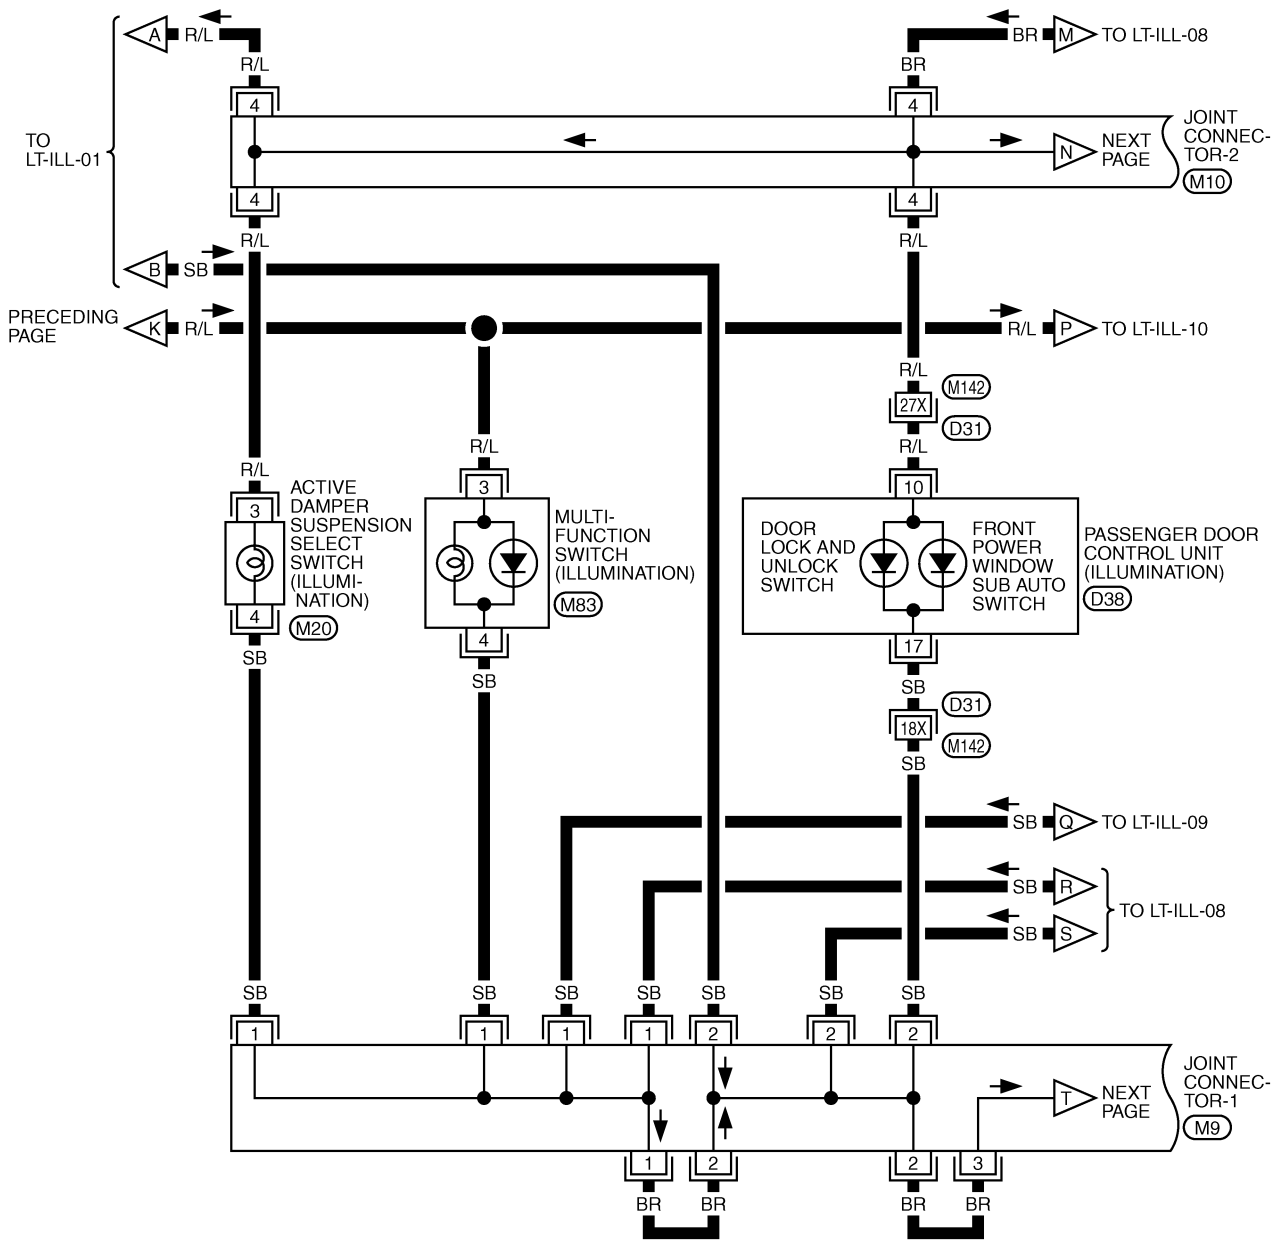 A R/L BR M TO LT-ILL-08
R/L BR
4 4
JOINT
CONNEC-
TOR-2
M10
TO
LT-ILL-01
N NEXT
PAGE
4 4
R/L R/L
B SB
PRECEDING
PAGE
K R/L R/L P TO LT-ILL-10
R/L
M142
27X
D31
R/L R/L
R/L
3 3 10
ACTIVE
DAMPER
SUSPENSION
SELECT
SWITCH
(ILLUMI-
NATION)
M20
MULTI-
FUNCTION
SWITCH
(ILLUMINATION)
M83
DOOR
LOCK AND
UNLOCK
SWITCH
FRONT
POWER
WINDOW
SUB AUTO
SWITCH
PASSENGER DOOR
CONTROL UNIT
(ILLUMINATION)
D38
4 4 17
SB SB SB
D31
18X
M142
SB
SB Q TO LT-ILL-09
SB R
TO LT-ILL-08
SB S
SB SB SB SB SB SB SB
1 1 1 1 2 2 2
JOINT
CONNEC-
TOR-1
M9
T NEXT
PAGE
1 2 2 3
BR BR BR BR